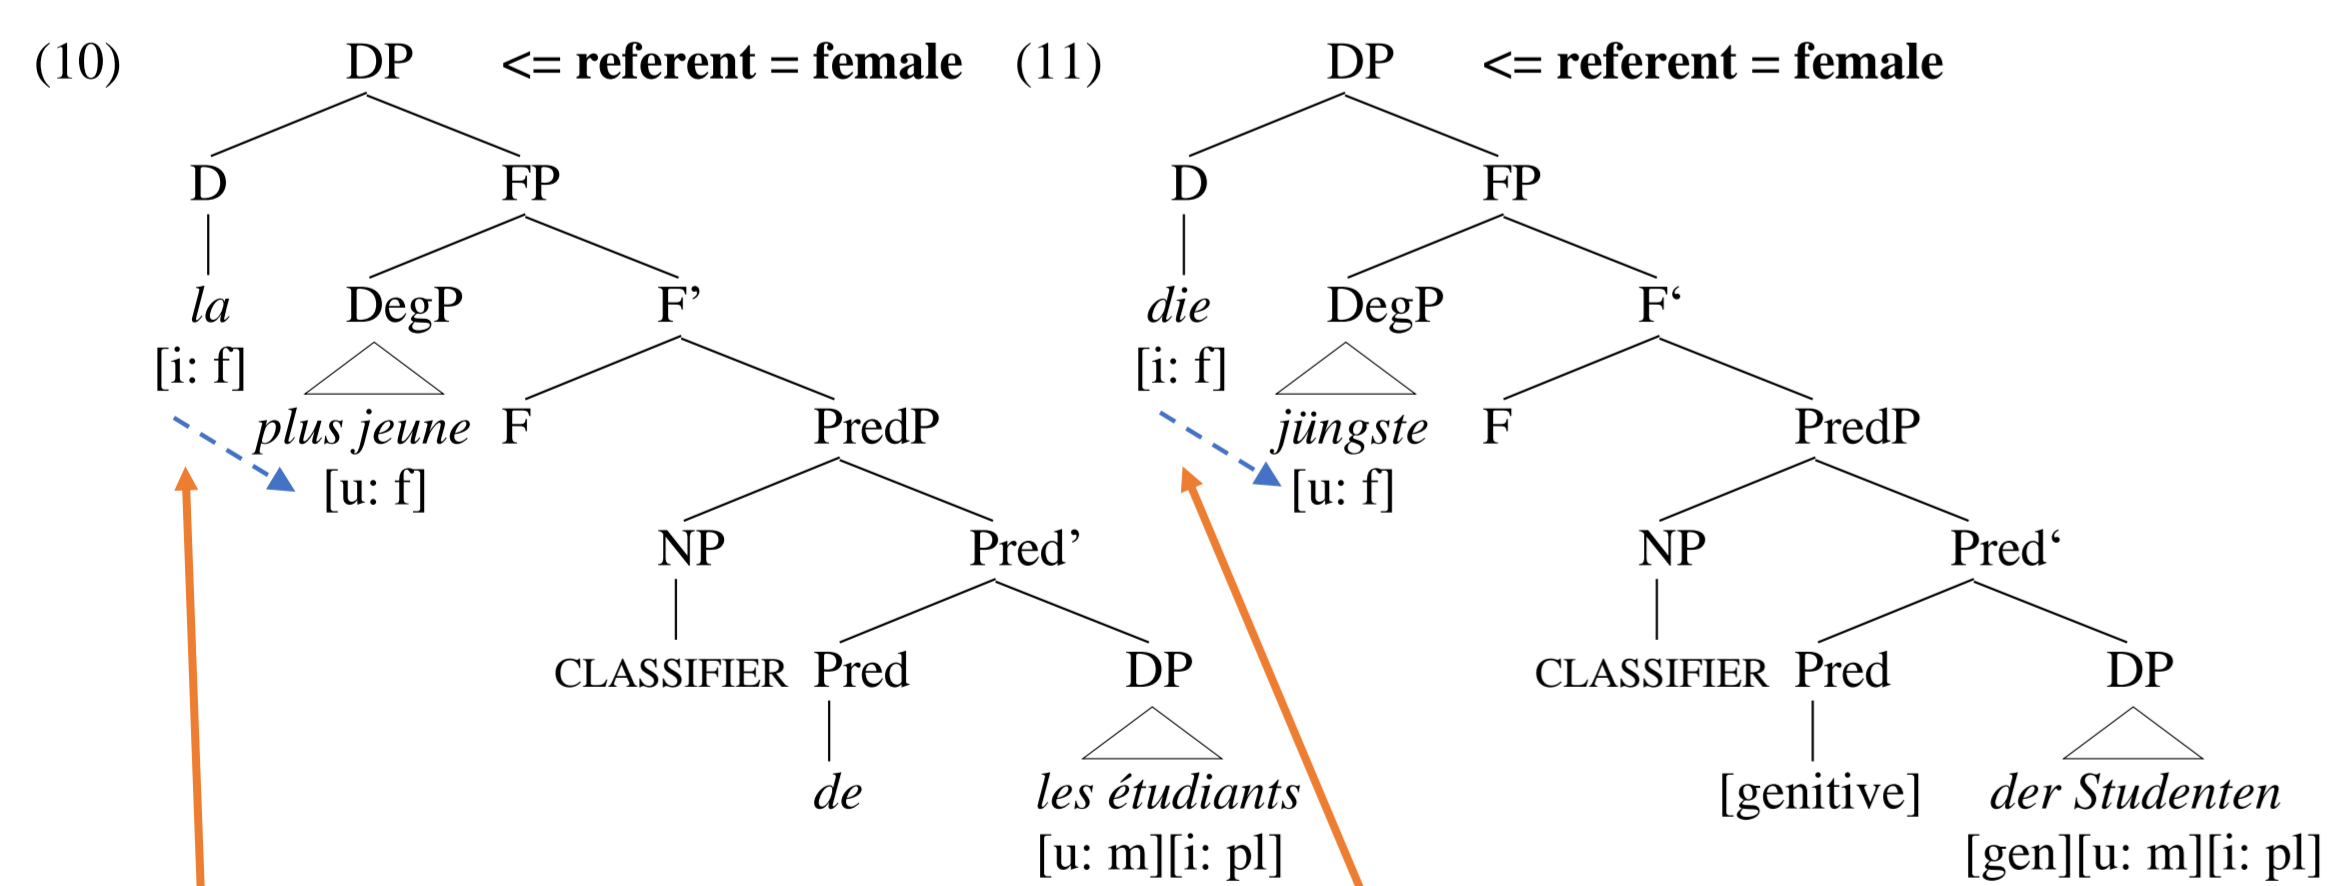 (10) DP <= referent = female (11) DP <= referent = female
D FP D FP
la DegP F’ die DegP F‘
[i: f] [i: f]
plus jeune F PredP jüngste F PredP
[u: f] [u: f]
NP Pred’ NP Pred‘
CLASSIFIER Pred DP CLASSIFIER Pred DP
de les étudiants [genitive] der Studenten
[u: m][i: pl] [gen][u: m][i: pl]